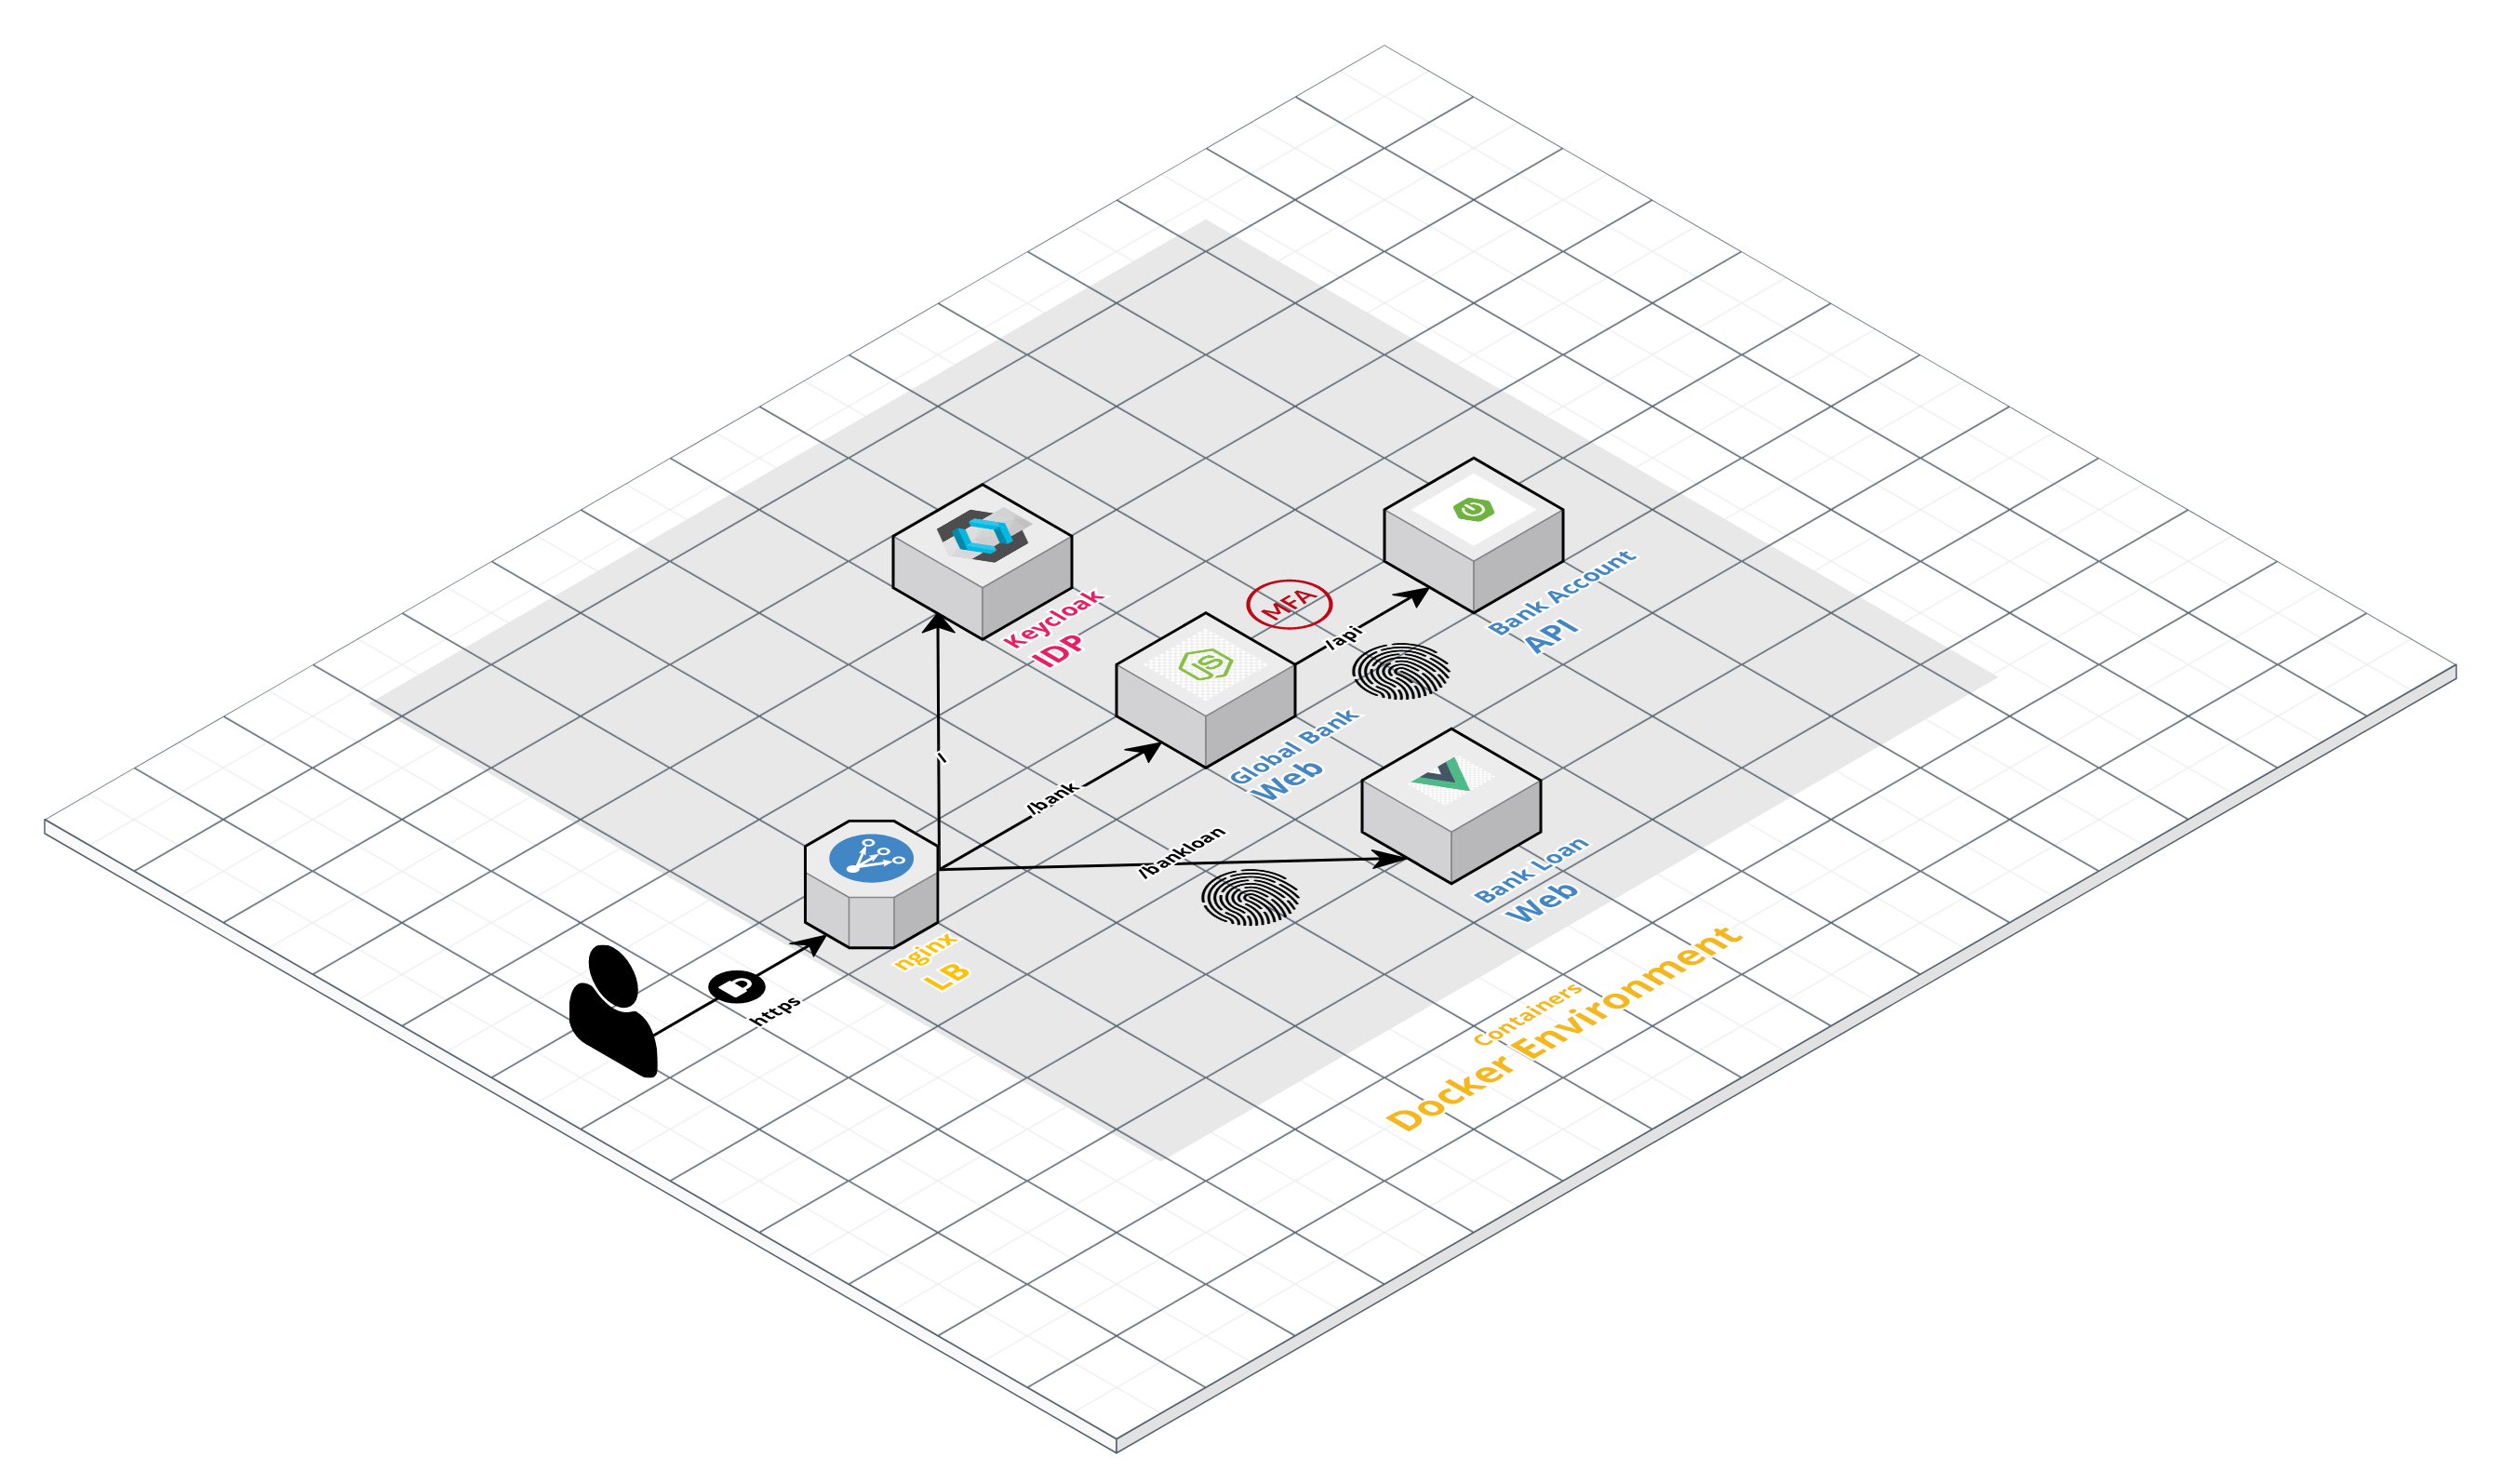 Keycloak
IDP
MFA
/api
Bank Account
API
/
/bank
Global Bank
Web
JS
/bankloan
Bank Loan
Web
nginx
LB
https
Containers
Docker Environment